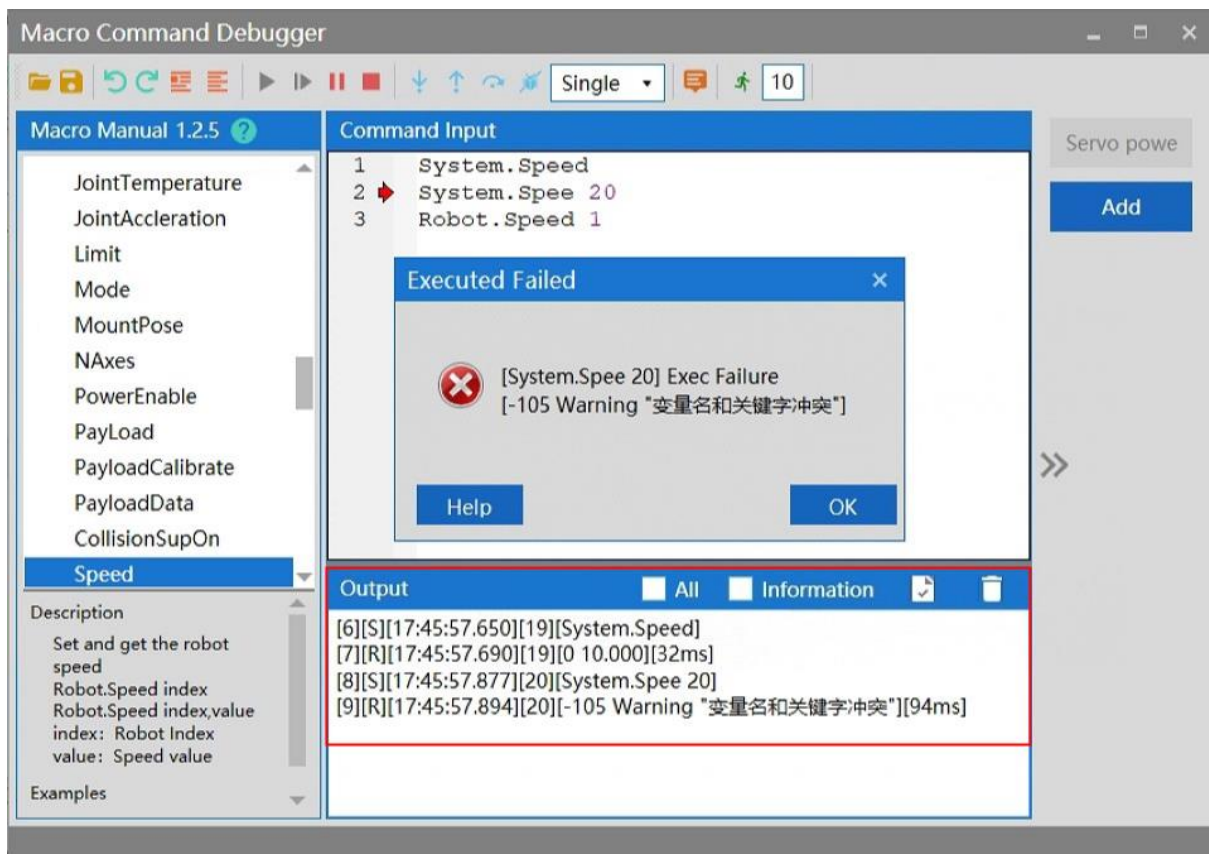 Macro Command Debugger
Single
10
Macro Manual 1.2.5 ?
JointTemperature
JointAccleration
Limit
Mode
MountPose
NAxes
PowerEnable
PayLoad
PayloadCalibrate
PayloadData
CollisionSupOn
Speed
Description
Set and get the robot
speed
Robot.Speed index
Robot.Speed index,value
index: Robot Index
value: Speed value
Examples
Command Input
1 System.Speed
2 System.Spee 20
3 Robot.Speed 1
Executed Failed
[System.Spee 20] Exec Failure
[-105 Warning "变量名和关键字冲突"]
Help
OK
Output
All
Information
[6][S][17:45:57.650][19][System.Speed]
[7][R][17:45:57.690][19][0 10.000][32ms]
[8][S][17:45:57.877][20][System.Spee 20]
[9][R][17:45:57.894][20][-105 Warning "变量名和关键字冲突"][94ms]
Servo powe
Add